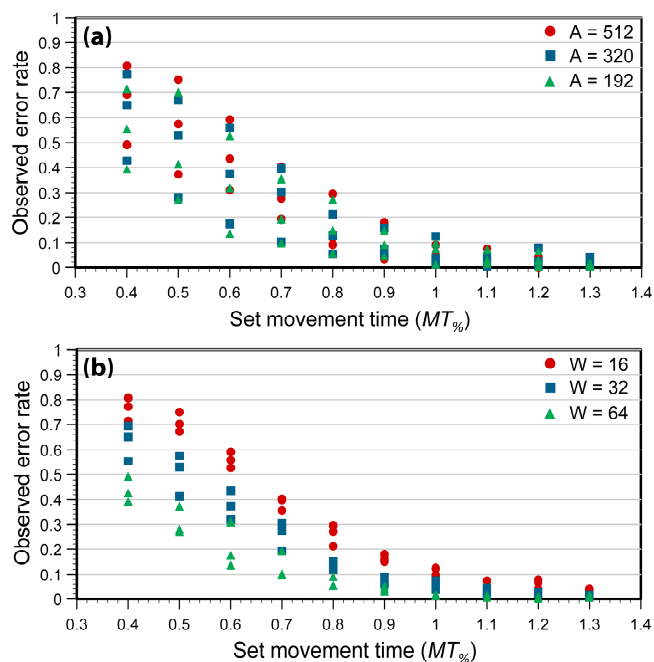 (a)
A = 512
A = 320
A = 192
Observed error rate
1
0.9
0.8
0.7
0.6
0.5
0.4
0.3
0.2
0.1
0
0.3 0.4 0.5 0.6 0.7 0.8 0.9 1 1.1 1.2 1.3 1.4
Set movement time (MT%)
(b)
W = 16
W = 32
W = 64
Observed error rate
1
0.9
0.8
0.7
0.6
0.5
0.4
0.3
0.2
0.1
0
0.3 0.4 0.5 0.6 0.7 0.8 0.9 1 1.1 1.2 1.3 1.4
Set movement time (MT%)